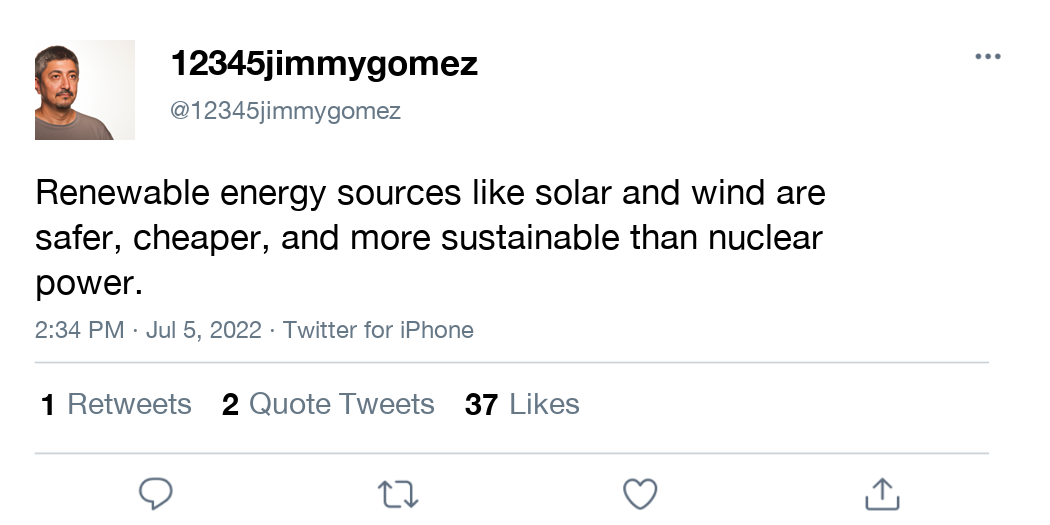 12345jimmygomez
@12345jimmygomez
Renewable energy sources like solar and wind are
safer, cheaper, and more sustainable than nuclear
power.
2:34 PM · Jul 5, 2022 · Twitter for iPhone
1 Retweets 2 Quote Tweets 37 Likes